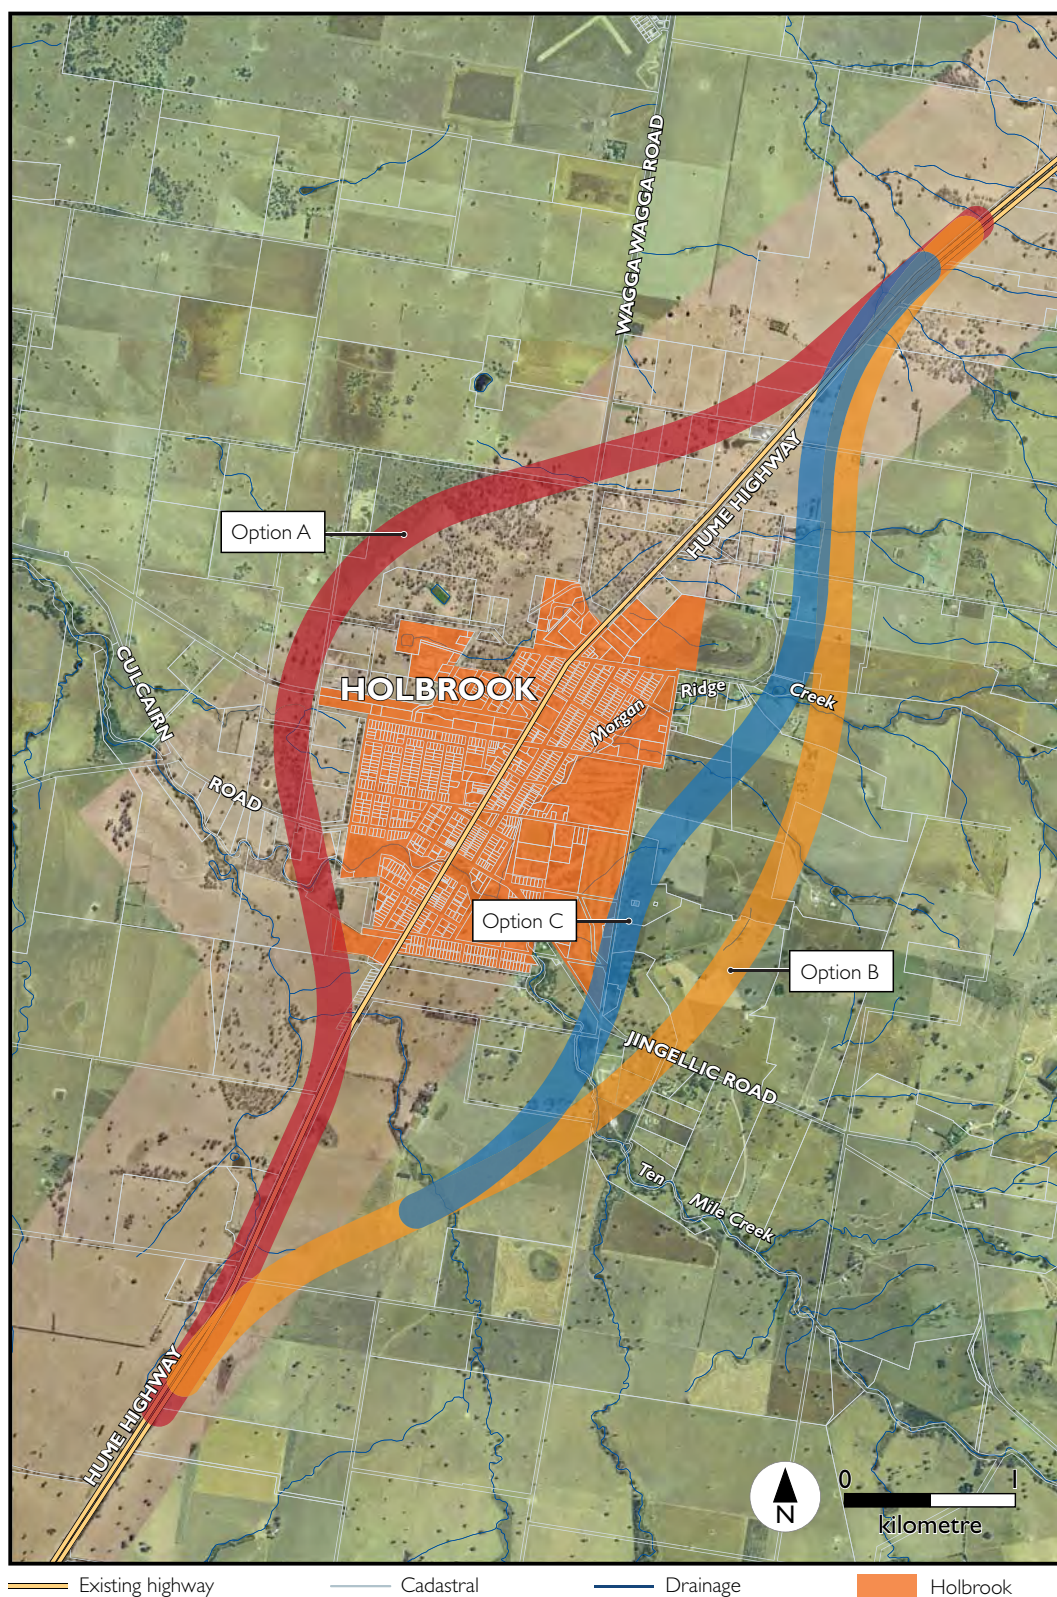 WAGGA WAGGA ROAD
HUME HIGHWAY
Option A
CULCAIRN
ROAD
HOLBROOK
Morgan
Ridge
Creek
Option C
Option B
JINGELLIC ROAD
Ten
Mile Creek
HUME HIGHWAY
N
0 1
kilometre
Existing highway
Cadastral
Drainage
Holbrook